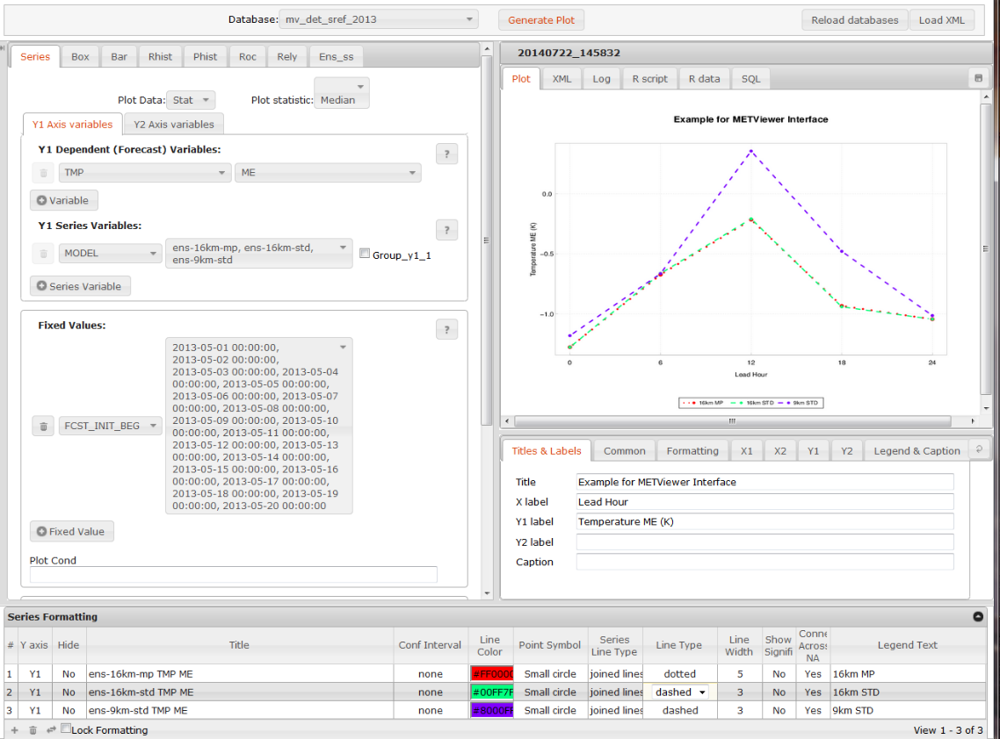 Database: mv_det_sref_2013 Generate Plot Reload databases Load XML
Series Box Bar Rhist Phist Roc Rely Ens_ss
Plot Data: Stat Plot statistic: Median
Y1 Axis variables Y2 Axis variables
Y1 Dependent (Forecast) Variables: ?
TMP ME
Variable
Y1 Series Variables: ?
MODEL ens-16km-mp, ens-16km-std,
ens-9km-std
Group_y1_1
Series Variable
Fixed Values: ?
FCST_INIT_BEG
2013-05-01 00:00:00,
2013-05-02 00:00:00,
2013-05-03 00:00:00, 2013-05-04
00:00:00, 2013-05-05 00:00:00,
2013-05-06 00:00:00, 2013-05-07
00:00:00, 2013-05-08 00:00:00,
2013-05-09 00:00:00, 2013-05-10
00:00:00, 2013-05-11 00:00:00,
2013-05-12 00:00:00, 2013-05-13
00:00:00, 2013-05-14 00:00:00,
2013-05-15 00:00:00, 2013-05-16
00:00:00, 2013-05-17 00:00:00,
2013-05-18 00:00:00, 2013-05-19
00:00:00, 2013-05-20 00:00:00
Fixed Value
Plot Cond
20140722_145832
Plot XML Log R script R data SQL
Example for METViewer Interface
0.0
−0.5
−1.0
Temperature ME (K)
0 6 12 18 24
Lead Hour
16km MP 16km STD 9km STD
Titles & Labels Common Formatting X1 X2 Y1 Y2 Legend & Caption
Title Example for METViewer Interface
X label Lead Hour
Y1 label Temperature ME (K)
Y2 label
Caption
Series Formatting
# Y axis Hide Title Conf Interval Line Color Point Symbol Series Line Type Line Type Line Width Show Signifi Conne Across NA Legend Text
1 Y1 No ens-16km-mp TMP ME none #FF0000 Small circle joined lines dotted 5 No Yes 16km MP
2 Y1 No ens-16km-std TMP ME none #00FF7F Small circle joined lines dashed 3 No Yes 16km STD
3 Y1 No ens-9km-std TMP ME none #8000FF Small circle joined lines dashed 3 No Yes 9km STD
Lock Formatting View 1 - 3 of 3